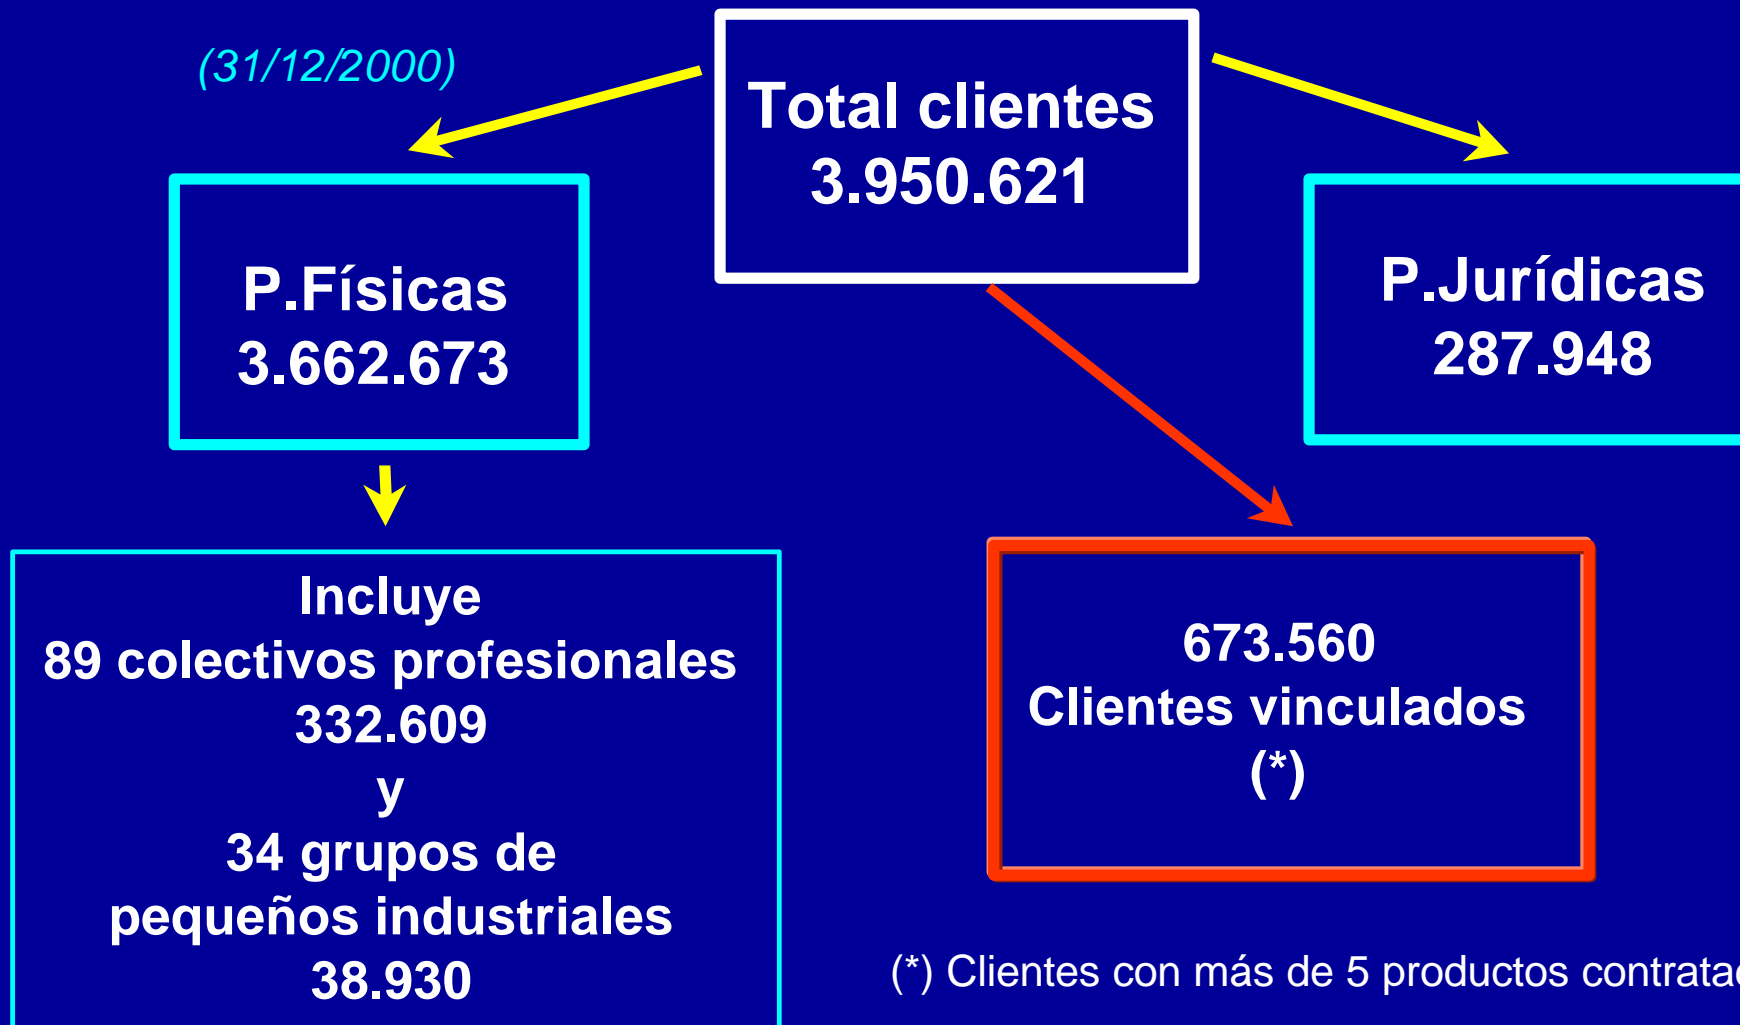 (31/12/2000)
Total clientes
3.950.621
P.Físicas
3.662.673
P.Jurídicas
287.948
Incluye
89 colectivos profesionales
332.609
y
34 grupos de
pequeños industriales
38.930
673.560
Clientes vinculados
(*)
(*) Clientes con más de 5 productos